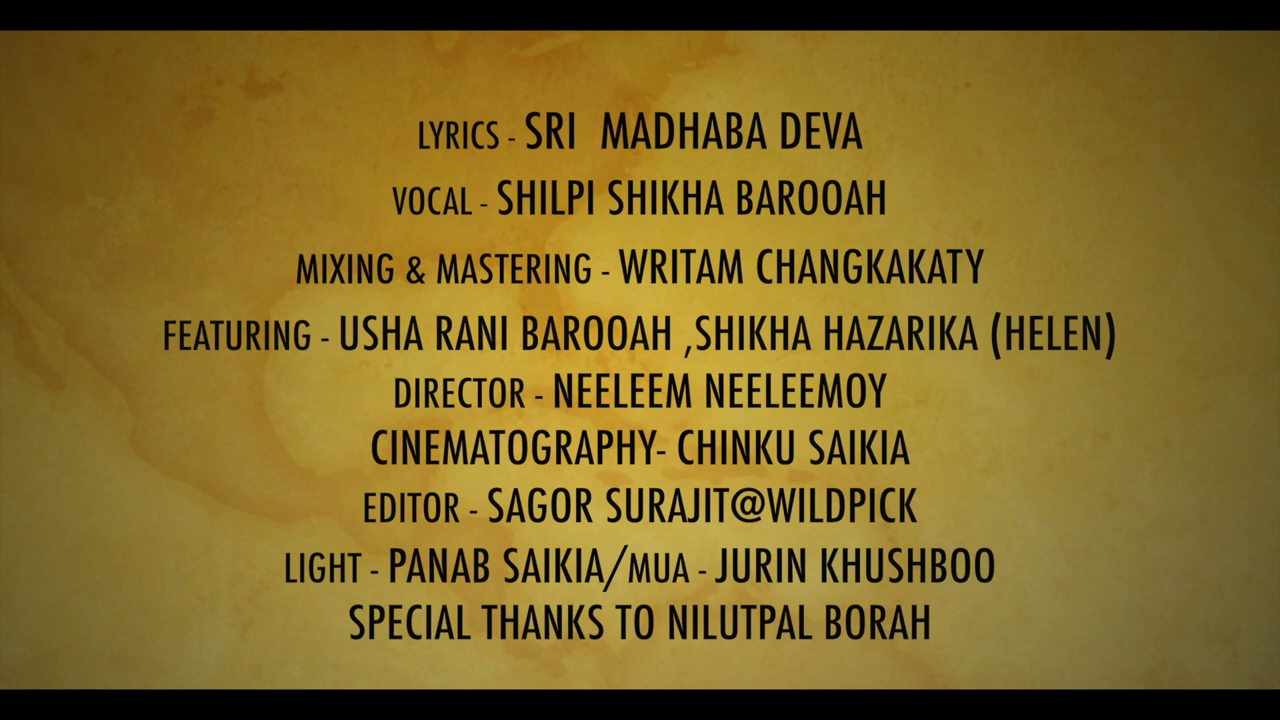 LYRICS - SRI  MADHABA DEVA
VOCAL - SHILPI SHIKHA BAROOAH
MIXING & MASTERING - WRITAM CHANGKAKATY
FEATURING - USHA RANI BAROOAH ,SHIKHA HAZARIKA (HELEN)
DIRECTOR - NEELEEM NEELEEMOY
CINEMATOGRAPHY- CHINKU SAIKIA
EDITOR - SAGOR SURAJIT@WILDPICK
LIGHT - PANAB SAIKIA/MUA - JURIN KHUSHBOO
SPECIAL THANKS TO NILUTPAL BORAH